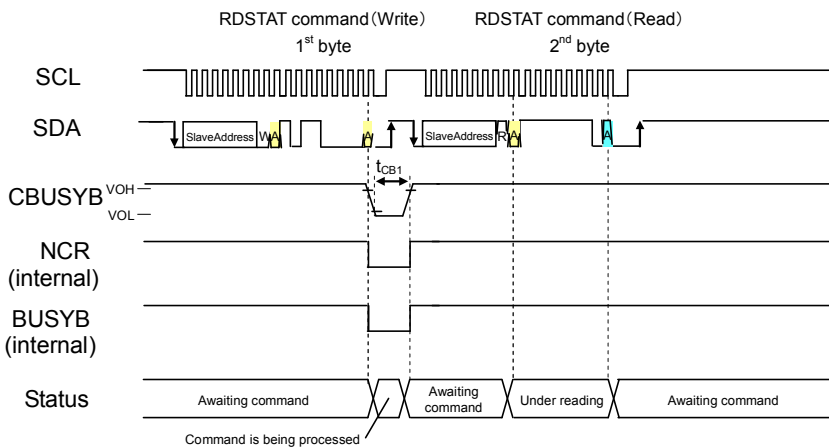 RDSTAT command（Write）
1st byte
RDSTAT command（Read）
2nd byte
SCL
SDA
SlaveAddress W A A SlaveAddress R A A
tCB1
CBUSYB
VOH
VOL
NCR
(internal)
BUSYB
(internal)
Status
Awaiting command
Awaiting
command
Under reading
Awaiting command
Command is being processed